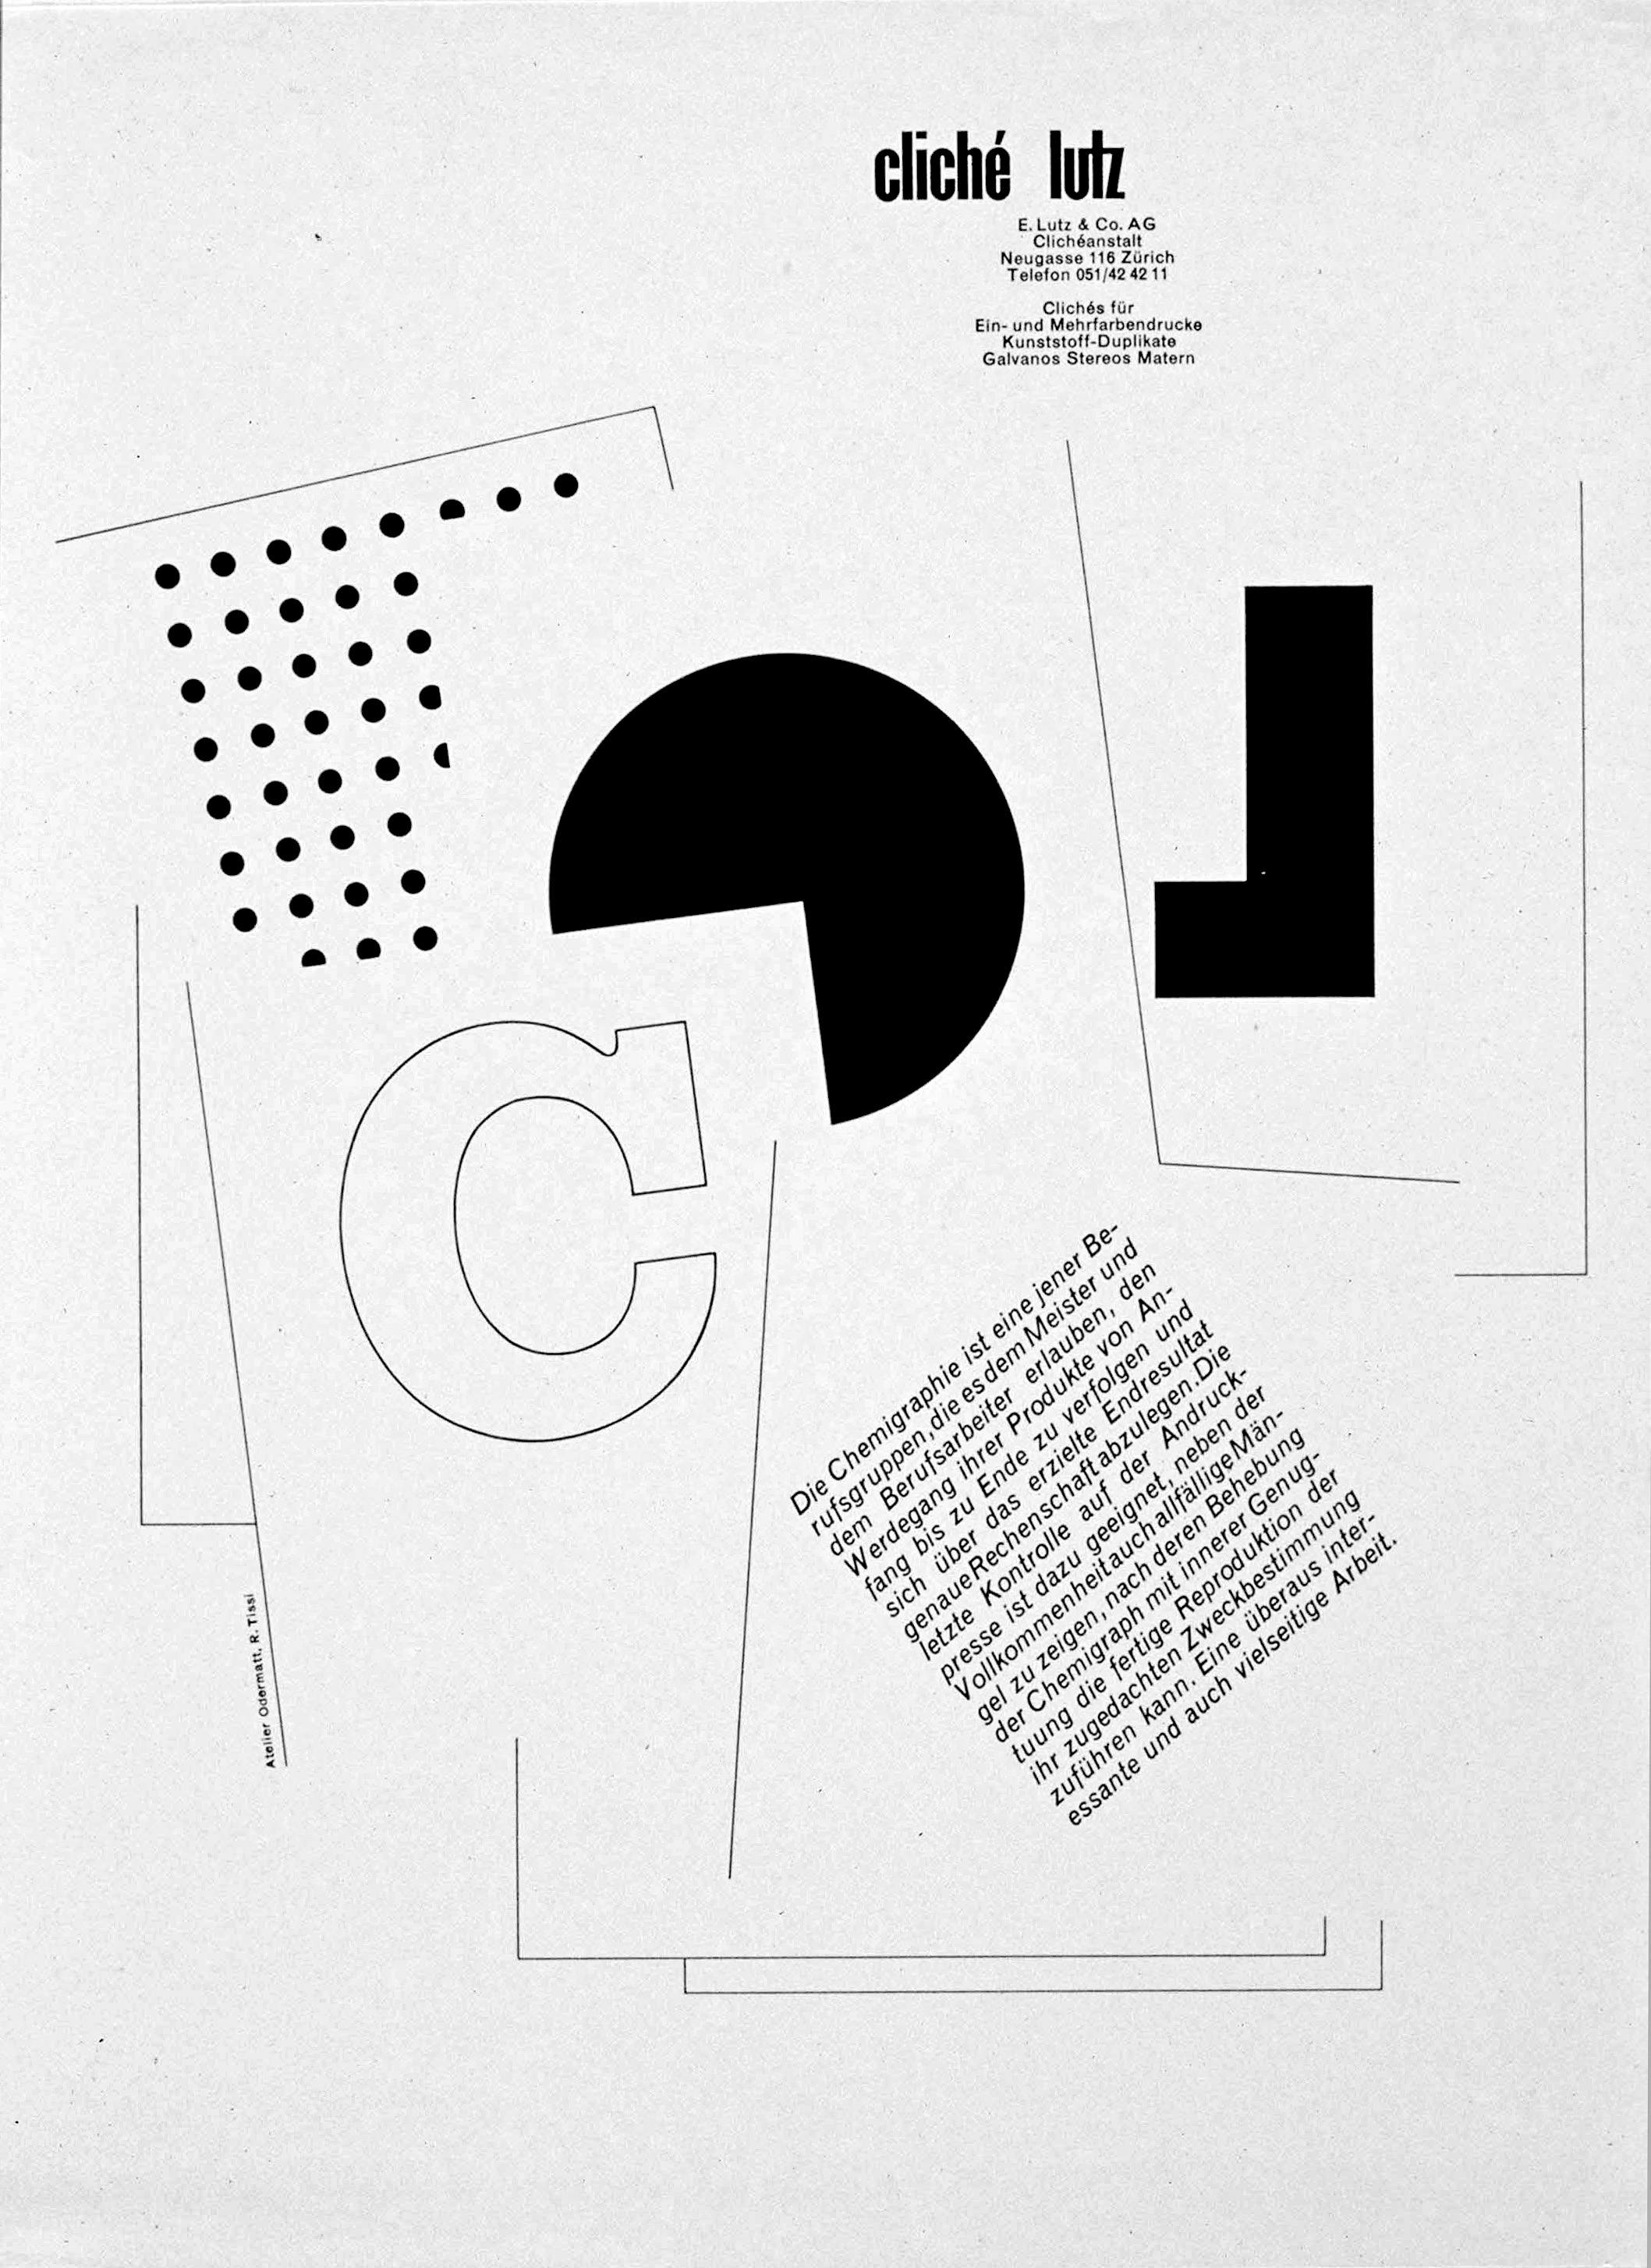 cliché lutz
E. Lutz & Co. AG
Clichéanstalt
Neugasse 116 Zürich
Telefon 051/42 42 11
Clichés für
Ein- und Mehrfarbendrucke
Kunststoff-Duplikate
Galvanos Stereos Matern
C
Die Chemigraphie ist eine jener Be-
rufsgruppen, die es dem Meister und
dem Berufsarbeiter erlauben, den
Werdegang ihrer Produkte von An-
fang bis zu Ende zu verfolgen und
sich über das erzielte Endresultat
genaue Rechenschaft abzulegen. Die
letzte Kontrolle auf der Andruck-
presse ist dazu geeignet, neben der
Vollkommenheit auch allfällige Män-
gel zu zeigen, nach deren Behebung
der Chemigraph mit innerer Genug-
tuung die fertige Reproduktion der
ihr zugedachten Zweckbestimmung
zuführen kann. Eine überaus inter-
essante und auch vielseitige Arbeit.
Atelier Odermatt, R. Tissi